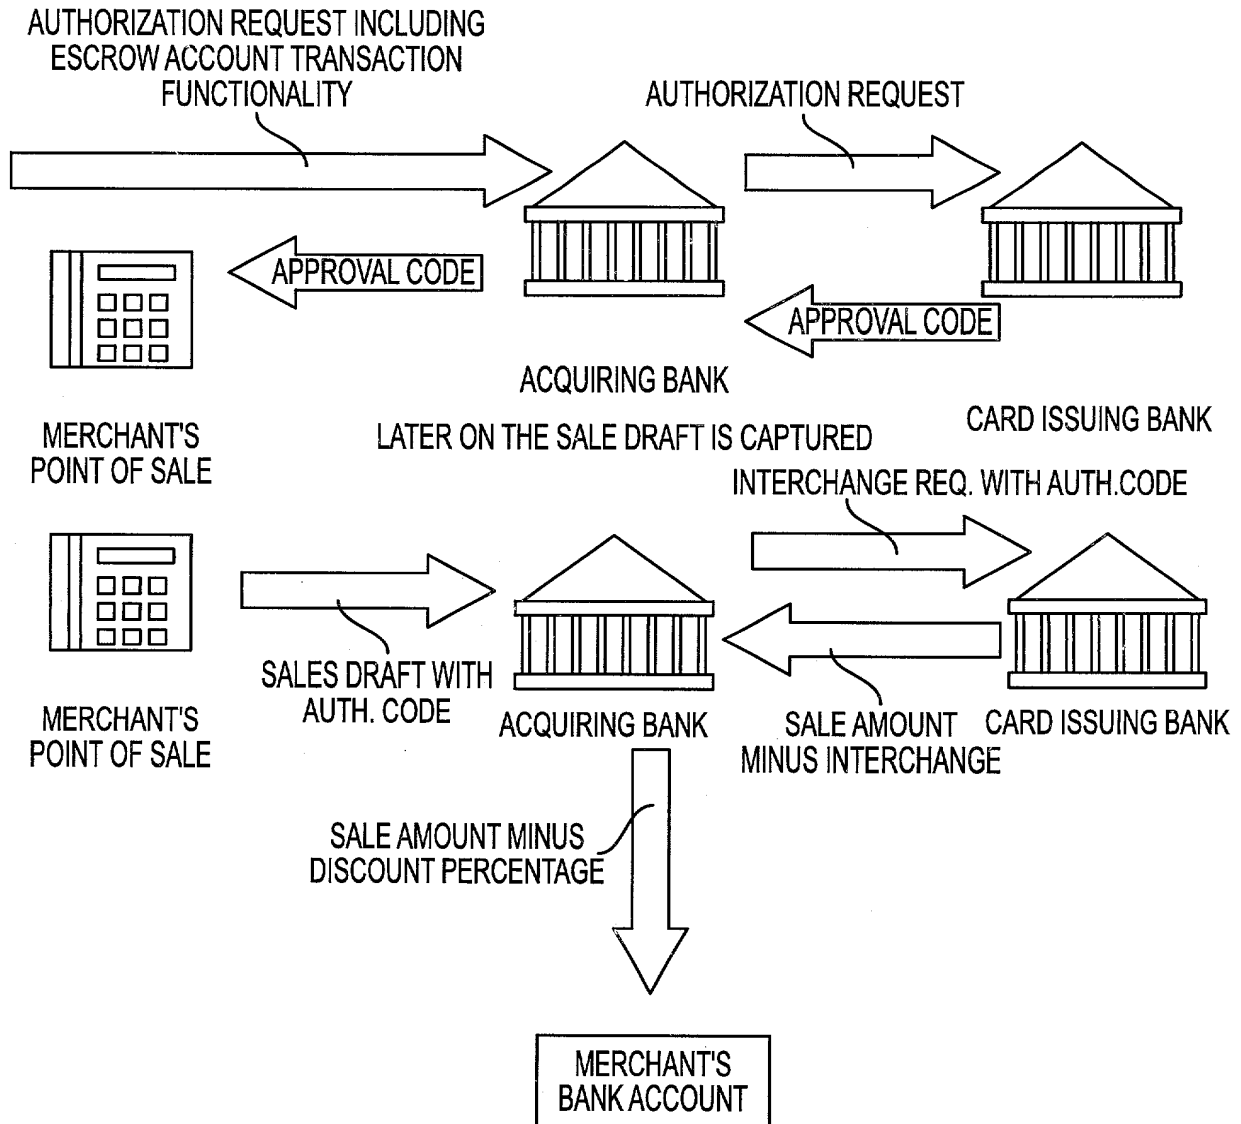 AUTHORIZATION REQUEST INCLUDING
ESCROW ACCOUNT TRANSACTION
FUNCTIONALITY
AUTHORIZATION REQUEST
APPROVAL CODE
APPROVAL CODE
ACQUIRING BANK
CARD ISSUING BANK
MERCHANT'S
POINT OF SALE
LATER ON THE SALE DRAFT IS CAPTURED
INTERCHANGE REQ. WITH AUTH.CODE
SALES DRAFT WITH
AUTH. CODE
MERCHANT'S
POINT OF SALE
ACQUIRING BANK
SALE AMOUNT
MINUS INTERCHANGE
CARD ISSUING BANK
SALE AMOUNT MINUS
DISCOUNT PERCENTAGE
MERCHANT'S
BANK ACCOUNT